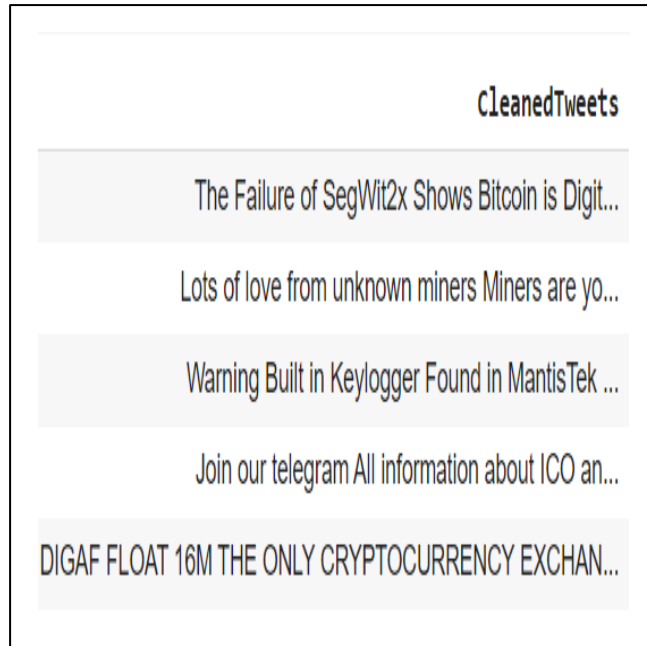 CleanedTweets
The Failure of SegWit2x Shows Bitcoin is Digit...
Lots of love from unknown miners Miners are yo...
Warning Built in Keylogger Found in MantisTek ...
Join our telegram All information about ICO an...
DIGAF FLOAT 16M THE ONLY CRYPTOCURRENCY EXCHAN...